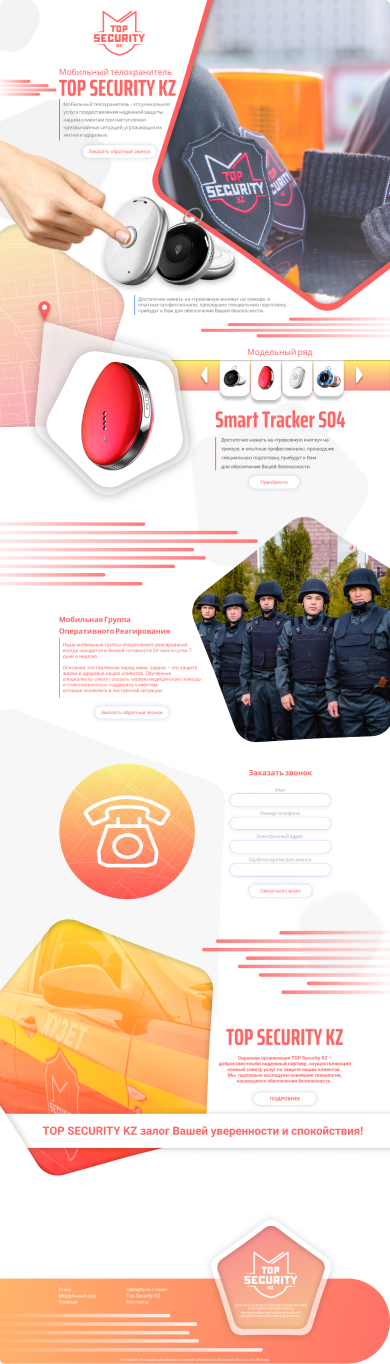 TOP
SECURITY
KZ
Мобильный телохранитель
TOP SECURITY KZ
Мобильный телохранитель - это уникальная
услуга предоставления надежной защиты
нашим клиентам при наступлении
чрезвычайных ситуаций, угрожающих их
жизни и здоровью.
Заказать обратный звонок
TOP
SECURITY
KZ
TOP
SECURITY
KZ
Достаточно нажать на «тревожную кнопку» на трекере, и
опытные профессионалы, прошедшие специальную подготовку,
прибудут к Вам для обеспечения Вашей безопасности.
Модельный ряд
Smart Tracker S04
Достаточно нажать на «тревожную кнопку» на
трекере, и опытные профессионалы, прошедшие
специальную подготовку, прибудут к Вам
для обеспечения Вашей безопасности.
Приобрести
Мобильная Группа
Оперативного Реагирования
Наши мобильные группы оперативного реагирования
всегда находятся в боевой готовности 24 часа в сутки 7
дней в неделю.
Основная, поставленная перед ними, задача – это защита
жизни и здоровья наших клиентов. Обученные
специалисты смогут оказать первую медицинскую помощь
и психологическую поддержку клиентам,
которые оказались в экстренной ситуации.
Заказать обратный звонок
Заказать звонок
Имя
Номер телефона
Электронный адрес
Удобное время для звонка
Связаться с вами
КУЗЕТ
TOP SECURITY KZ
Охранная организация TOP Security KZ –
добросовестный и надежный партнер, осуществляющий
полный спектр услуг по защите наших клиентов.
Мы тщательно исследуем новейшие технологии,
касающиеся обеспечения безопасности.
ПОДРОБНЕЕ
TOP SECURITY KZ залог Вашей уверенности и спокойствия!
TOP
SECURITY
KZ
О нас
Модельный ряд
Главная
Связаться с нами
Top Security KZ
Контакты